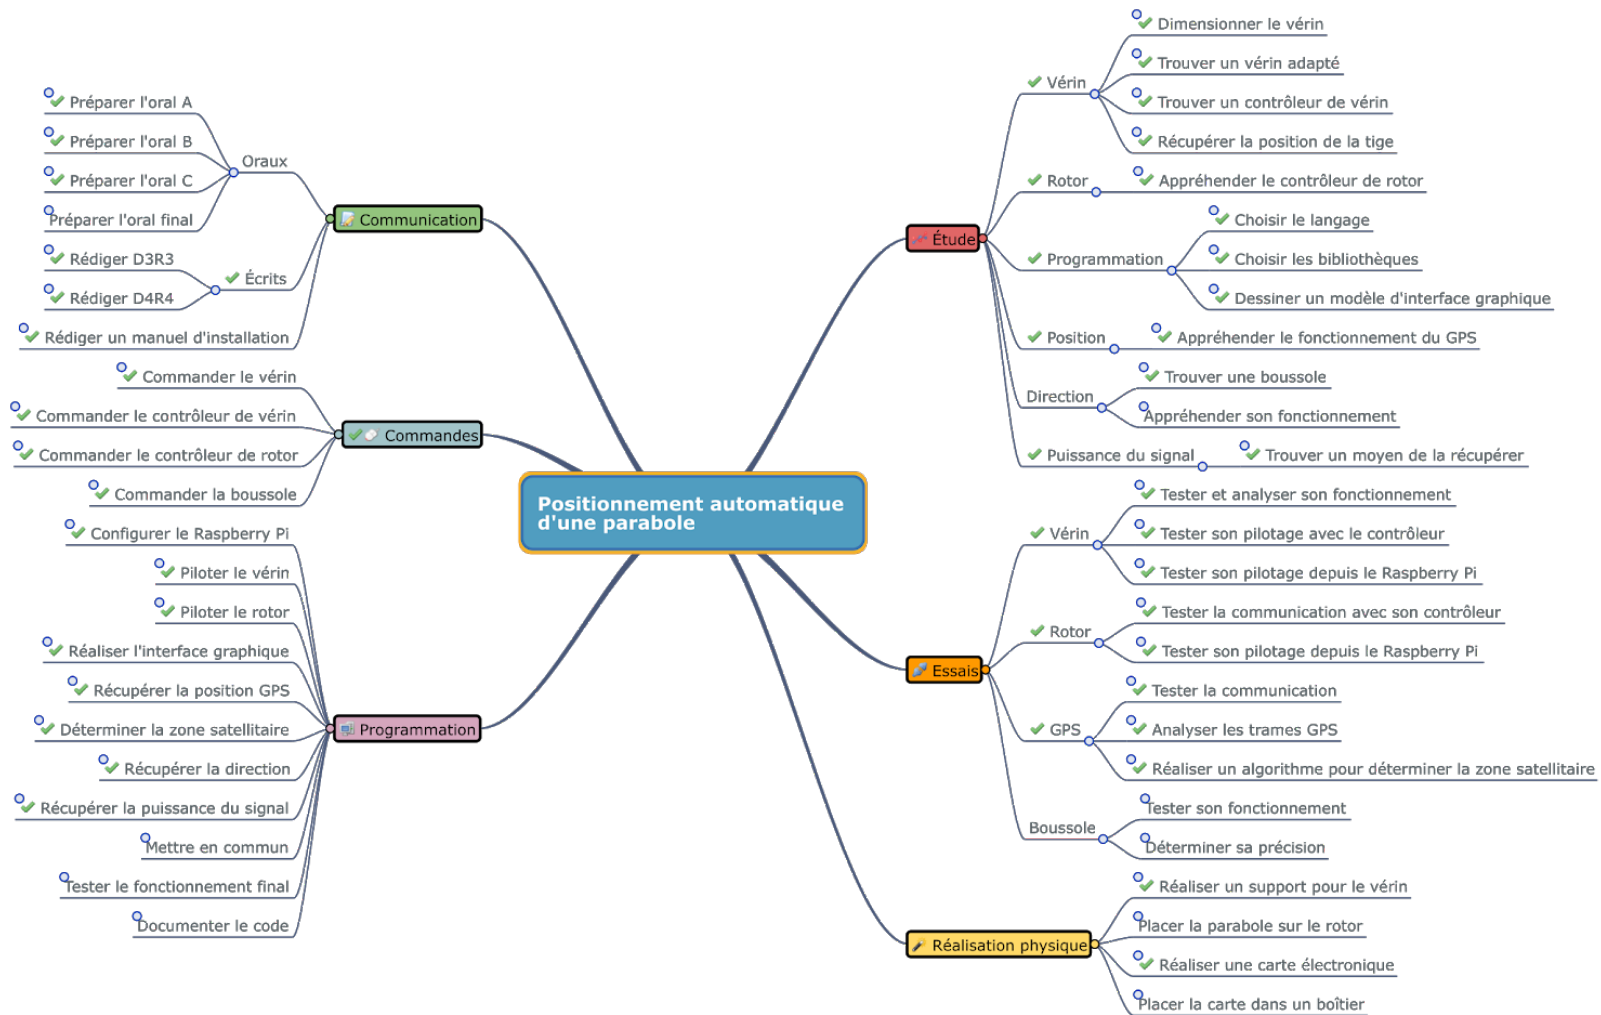 Positionnement automatique
d'une parabole
Communication
Oraux
Préparer l'oral A
Préparer l'oral B
Préparer l'oral C
Préparer l'oral final
Écrits
Rédiger D3R3
Rédiger D4R4
Rédiger un manuel d'installation
Commandes
Commander le vérin
Commander le contrôleur de vérin
Commander le contrôleur de rotor
Commander la boussole
Programmation
Configurer le Raspberry Pi
Piloter le vérin
Piloter le rotor
Réaliser l'interface graphique
Récupérer la position GPS
Déterminer la zone satellitaire
Récupérer la direction
Récupérer la puissance du signal
Mettre en commun
Tester le fonctionnement final
Documenter le code
Étude
Vérin
Dimensionner le vérin
Trouver un vérin adapté
Trouver un contrôleur de vérin
Récupérer la position de la tige
Rotor
Appréhender le contrôleur de rotor
Programmation
Choisir le langage
Choisir les bibliothèques
Dessiner un modèle d'interface graphique
Position
Appréhender le fonctionnement du GPS
Direction
Trouver une boussole
Appréhender son fonctionnement
Puissance du signal
Trouver un moyen de la récupérer
Essais
Vérin
Tester et analyser son fonctionnement
Tester son pilotage avec le contrôleur
Tester son pilotage depuis le Raspberry Pi
Rotor
Tester la communication avec son contrôleur
Tester son pilotage depuis le Raspberry Pi
GPS
Tester la communication
Analyser les trames GPS
Réaliser un algorithme pour déterminer la zone satellitaire
Boussole
Tester son fonctionnement
Déterminer sa précision
Réalisation physique
Réaliser un support pour le vérin
Placer la parabole sur le rotor
Réaliser une carte électronique
Placer la carte dans un boîtier